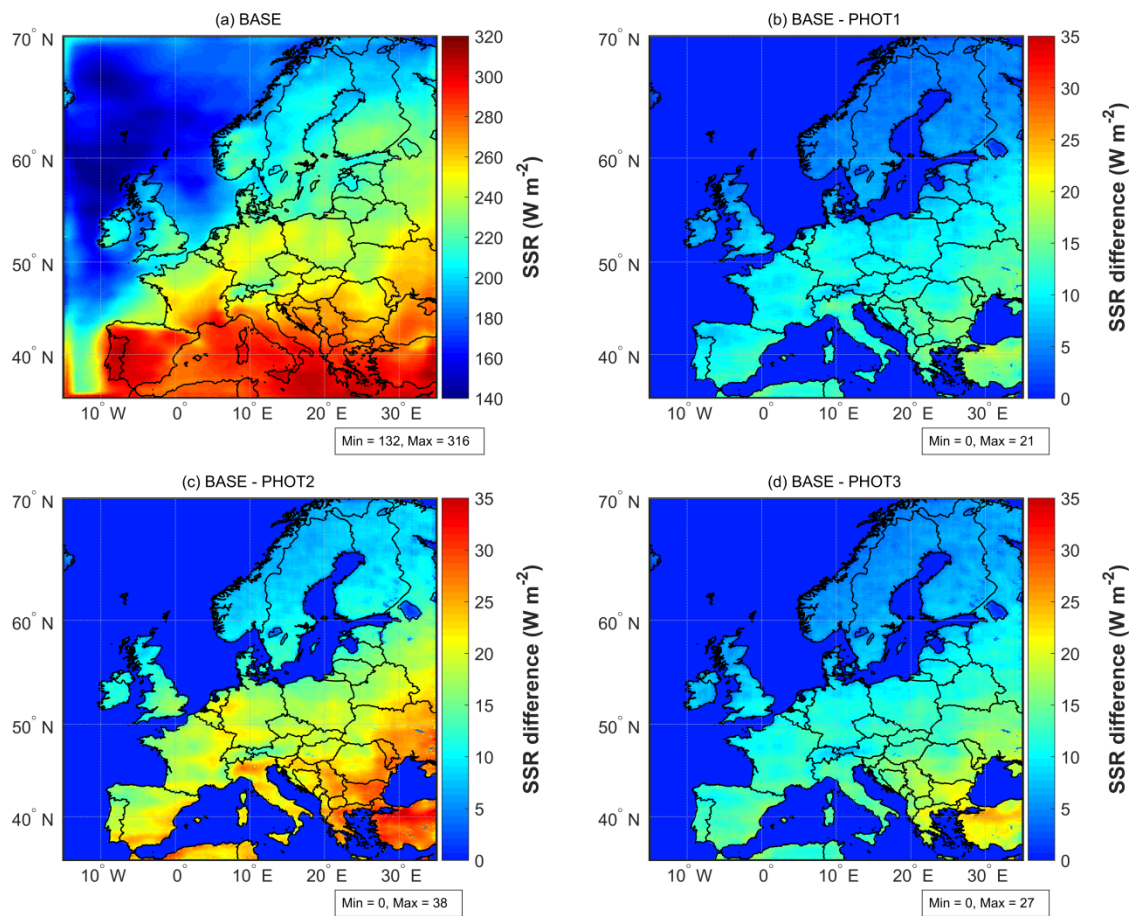 (a) BASE
70° N
60° N
50° N
40° N
10° W
0°
10° E
20° E
30° E
320
300
280
260
240
220
200
180
160
140
SSR (W m-2)
Min = 132, Max = 316
(b) BASE - PHOT1
70° N
60° N
50° N
40° N
10° W
0°
10° E
20° E
30° E
35
30
25
20
15
10
5
0
SSR difference (W m-2)
Min = 0, Max = 21
(c) BASE - PHOT2
70° N
60° N
50° N
40° N
10° W
0°
10° E
20° E
30° E
35
30
25
20
15
10
5
0
SSR difference (W m-2)
Min = 0, Max = 38
(d) BASE - PHOT3
70° N
60° N
50° N
40° N
10° W
0°
10° E
20° E
30° E
35
30
25
20
15
10
5
0
SSR difference (W m-2)
Min = 0, Max = 27